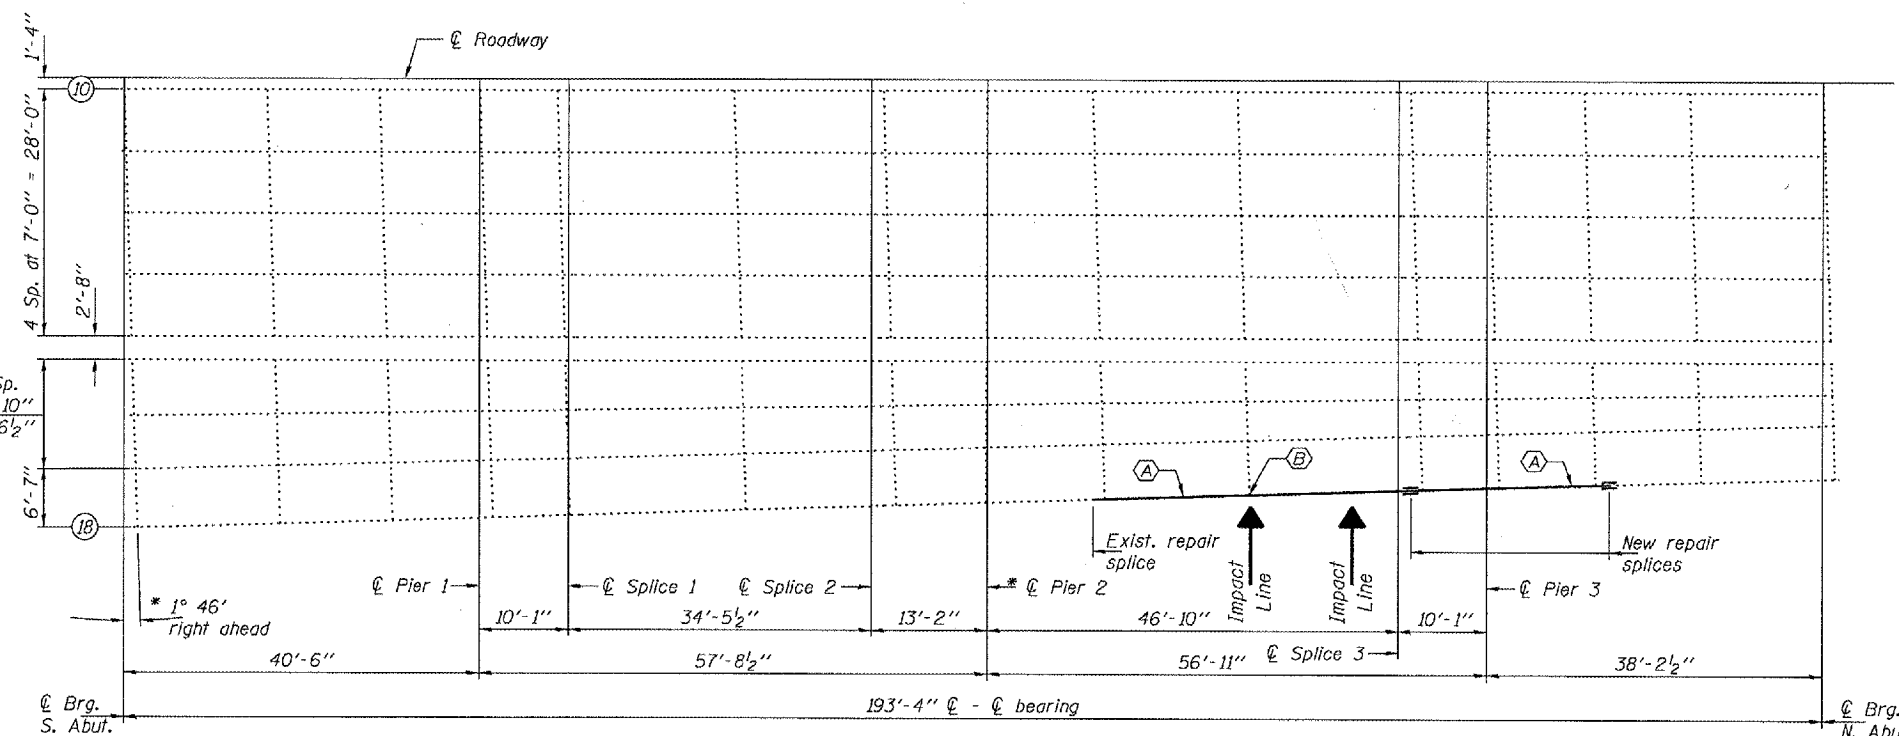 1'-4"
℄ Roadway
10
4 Sp. at 7'-0" = 28'-0"
2'-8"
Sp.
10"
6½"
6'-7"
18
A
B
A
Exist. repair
splice
Impact
Line
Impact
Line
New repair
splices
℄ Pier 1
℄ Splice 1
℄ Splice 2
* ℄ Pier 2
℄ Pier 3
* 1° 46'
right ahead
10'-1"
34'-5½"
13'-2"
46'-10"
10'-1"
℄ Splice 3
40'-6"
57'-8½"
56'-11"
38'-2½"
℄ Brg.
S. Abut.
193'-4" ℄ - ℄ bearing
℄ Brg.
N. Abu